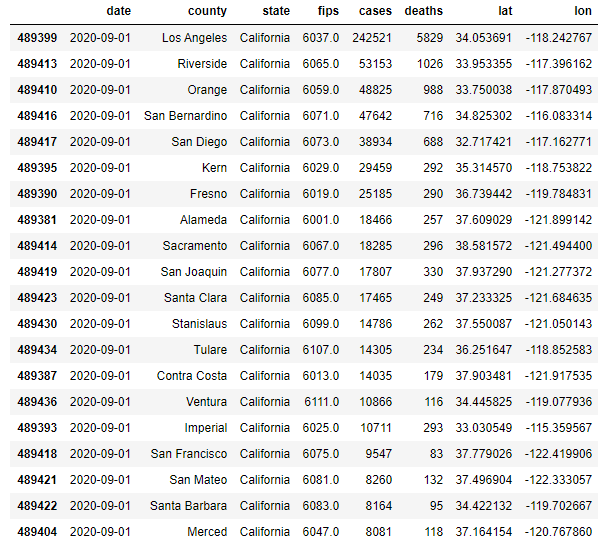 date county state fips cases deaths lat lon
489399 2020-09-01 Los Angeles California 6037.0 242521 5829 34.053691 -118.242767
489413 2020-09-01 Riverside California 6065.0 53153 1026 33.953355 -117.396162
489410 2020-09-01 Orange California 6059.0 48825 988 33.750038 -117.870493
489416 2020-09-01 San Bernardino California 6071.0 47642 716 34.825302 -116.083314
489417 2020-09-01 San Diego California 6073.0 38934 688 32.717421 -117.162771
489395 2020-09-01 Kern California 6029.0 29459 292 35.314570 -118.753822
489390 2020-09-01 Fresno California 6019.0 25185 290 36.739442 -119.784831
489381 2020-09-01 Alameda California 6001.0 18466 257 37.609029 -121.899142
489414 2020-09-01 Sacramento California 6067.0 18285 296 38.581572 -121.494400
489419 2020-09-01 San Joaquin California 6077.0 17807 330 37.937290 -121.277372
489423 2020-09-01 Santa Clara California 6085.0 17465 249 37.233325 -121.684635
489430 2020-09-01 Stanislaus California 6099.0 14786 262 37.550087 -121.050143
489434 2020-09-01 Tulare California 6107.0 14305 234 36.251647 -118.852583
489387 2020-09-01 Contra Costa California 6013.0 14035 179 37.903481 -121.917535
489436 2020-09-01 Ventura California 6111.0 10866 116 34.445825 -119.077936
489393 2020-09-01 Imperial California 6025.0 10711 293 33.030549 -115.359567
489418 2020-09-01 San Francisco California 6075.0 9547 83 37.779026 -122.419906
489421 2020-09-01 San Mateo California 6081.0 8260 132 37.496904 -122.333057
489422 2020-09-01 Santa Barbara California 6083.0 8164 95 34.422132 -119.702667
489404 2020-09-01 Merced California 6047.0 8081 118 37.164154 -120.767860